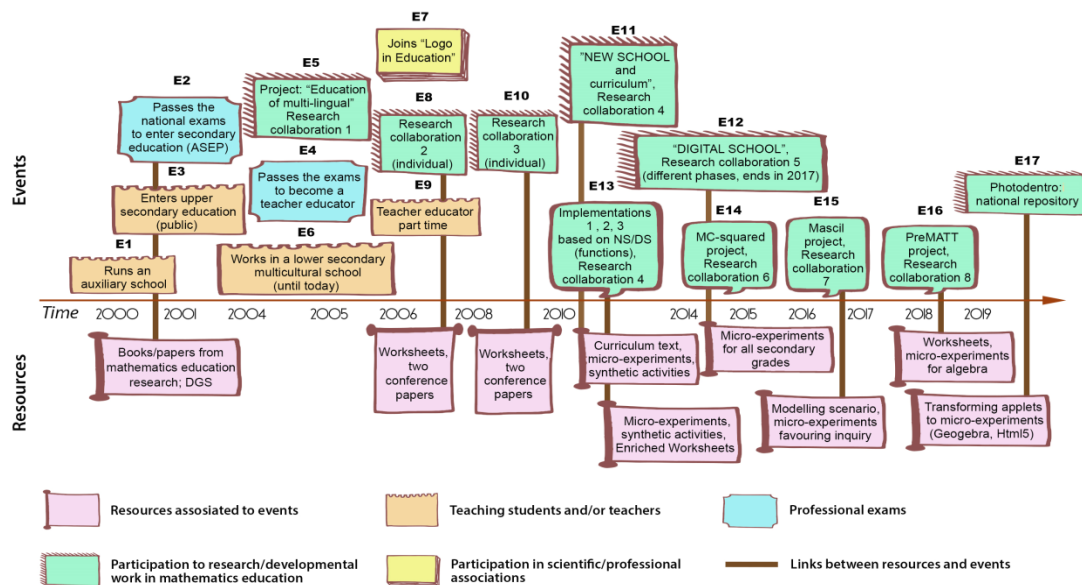 E7
Joins “Logo
in Education”
E11
"NEW SCHOOL
and
curriculum”,
Research
collaboration 4
E5
Project: “Education
of multi-lingual”
Research
collaboration 1
E2
Passes the
national exams
to enter secondary
education (ASEP)
E8
Research
collaboration
2
(individual)
E10
Research
collaboration
3
(individual)
E12
“DIGITAL SCHOOL”,
Research collaboration 5
(different phases, ends in 2017)
E4
Passes the exams
to become a
teacher educator
E17
Photodentro:
national repository
E3
Enters upper
secondary education
(public)
E9
Teacher educator
part time
E13
Implementations
1 , 2, 3
based on NS/DS
(functions),
Research
collaboration 4
E14
MC-squared
project,
Research
collaboration 6
E15
Mascil
project,
Research
collaboration
7
E16
PreMATT
project,
Research
collaboration 8
E1
Runs an
auxiliary school
E6
Works in a lower secondary
multicultural school
(until today)
Events
Time 2000 2001 2004 2005 2006 2008 2010 2014 2015 2016 2017 2018 2019
Resources
Books/papers from
mathematics education
research; DGS
Worksheets,
two
conference
papers
Worksheets,
two
conference
papers
Curriculum text,
micro-experiments,
synthetic activities
Micro-experiments
for all secondary
grades
Worksheets,
micro-experiments
for algebra
Micro-experiments,
synthetic activities,
Enriched Worksheets
Modelling scenario,
micro-experiments
favouring inquiry
Transforming applets
to micro-experiments
(Geogebra, Html5)
Resources assosiated to events
Teaching students and/or teachers
Professional exams
Participation to research/developmental
work in mathematics education
Participation in scientific/professional
associations
Links between resources and events